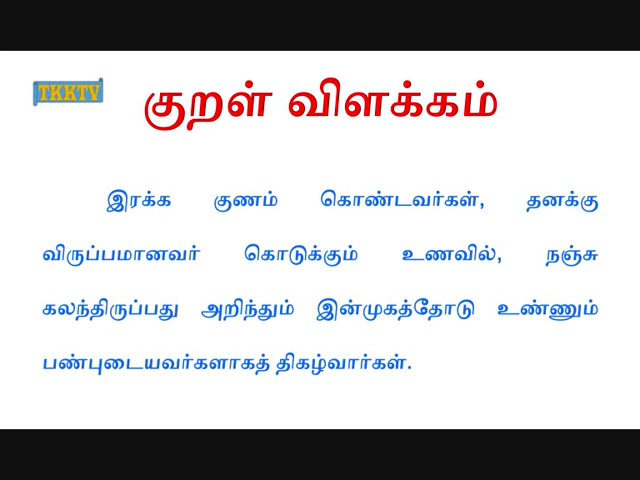 TKKTV
குறள் விளக்கம்
இரக்க குணம் கொண்டவர்கள், தனக்கு
விருப்பமானவர் கொடுக்கும் உணவில், நஞ்சு
கலந்திருப்பது அறிந்தும் இன்முகத்தோடு உண்ணும்
பண்புடையவர்களாகத் திகழ்வார்கள்.